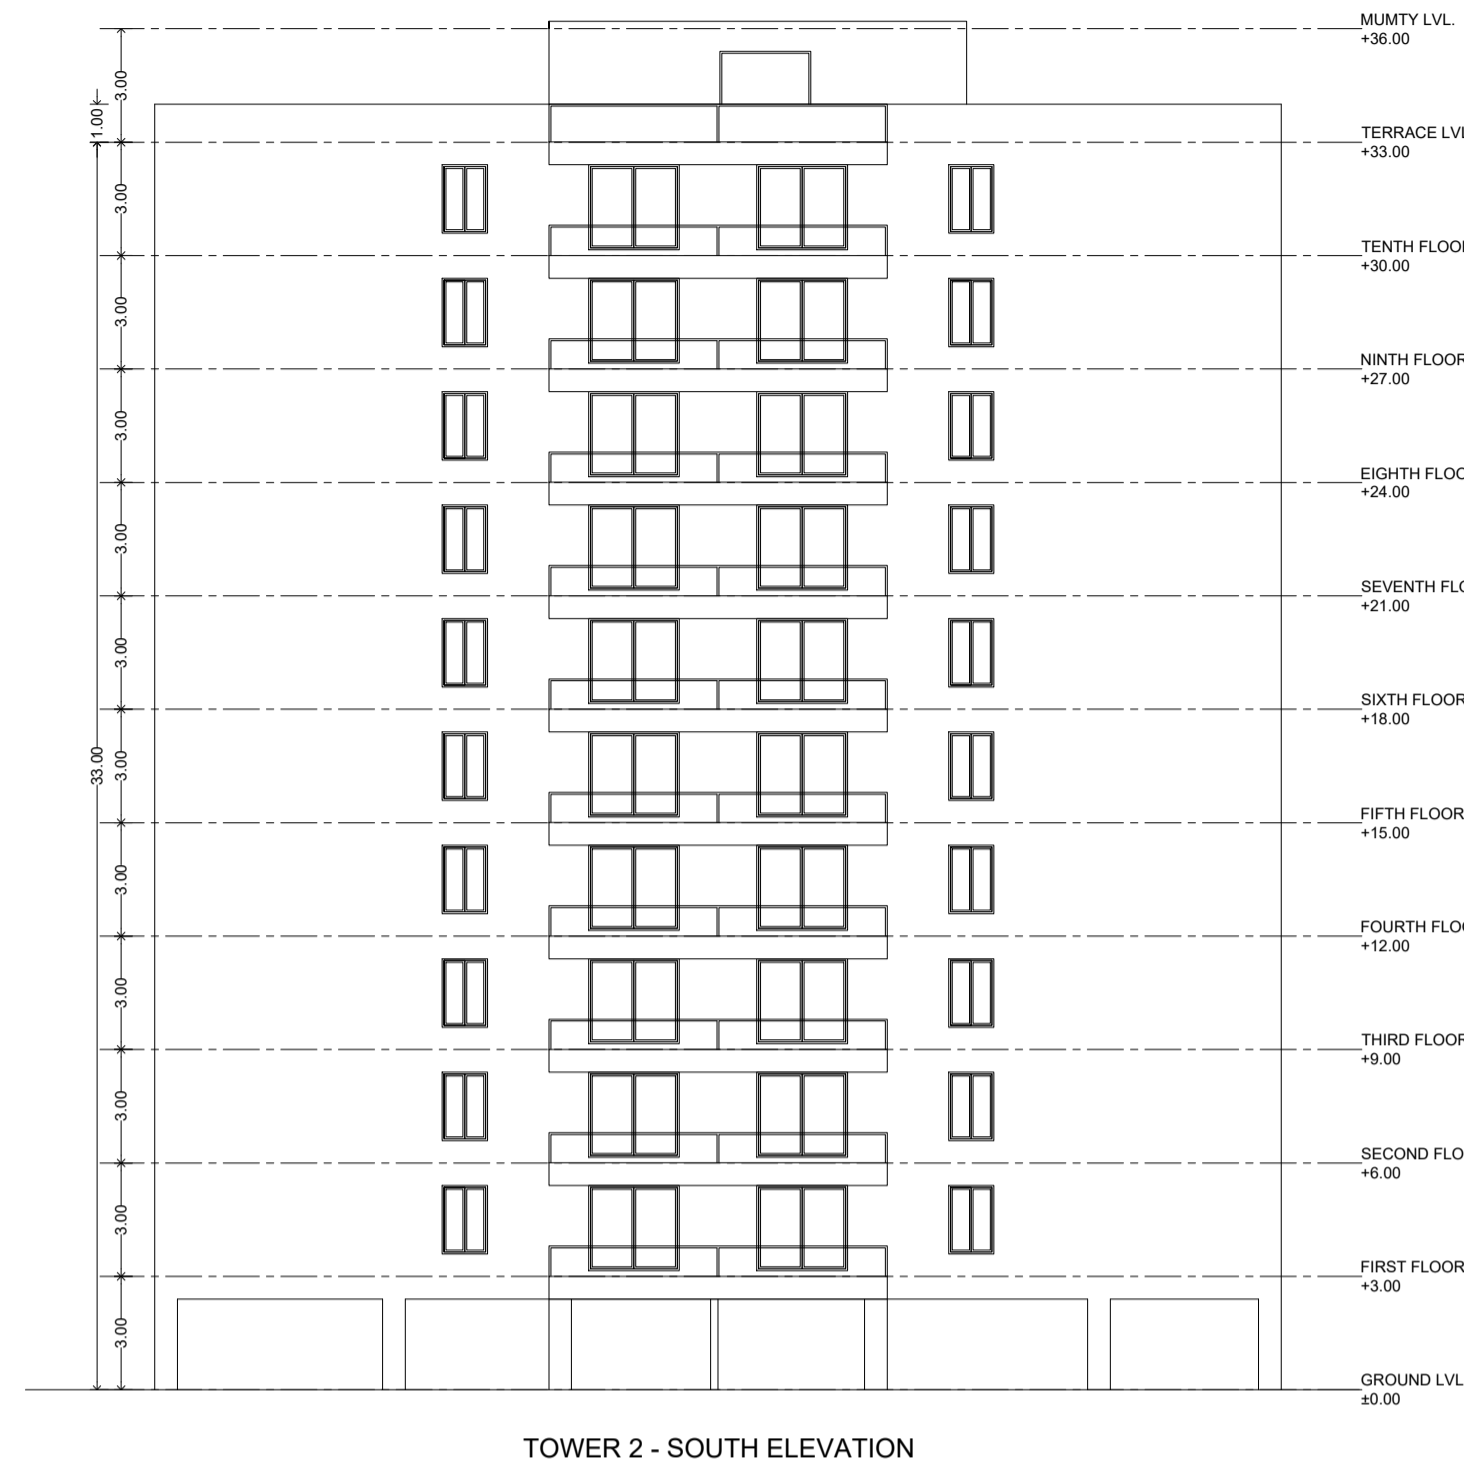 MUMTY LVL.
+36.00
3.00
1.00
TERRACE LVL
+33.00
3.00
TENTH FLOOR
+30.00
3.00
NINTH FLOOR
+27.00
3.00
EIGHTH FLOO
+24.00
3.00
SEVENTH FLO
+21.00
3.00
SIXTH FLOOR
+18.00
33.00
3.00
FIFTH FLOOR
+15.00
3.00
FOURTH FLOO
+12.00
3.00
THIRD FLOOR
+9.00
3.00
SECOND FLO
+6.00
3.00
FIRST FLOOR
+3.00
3.00
GROUND LVL
±0.00
TOWER 2 - SOUTH ELEVATION